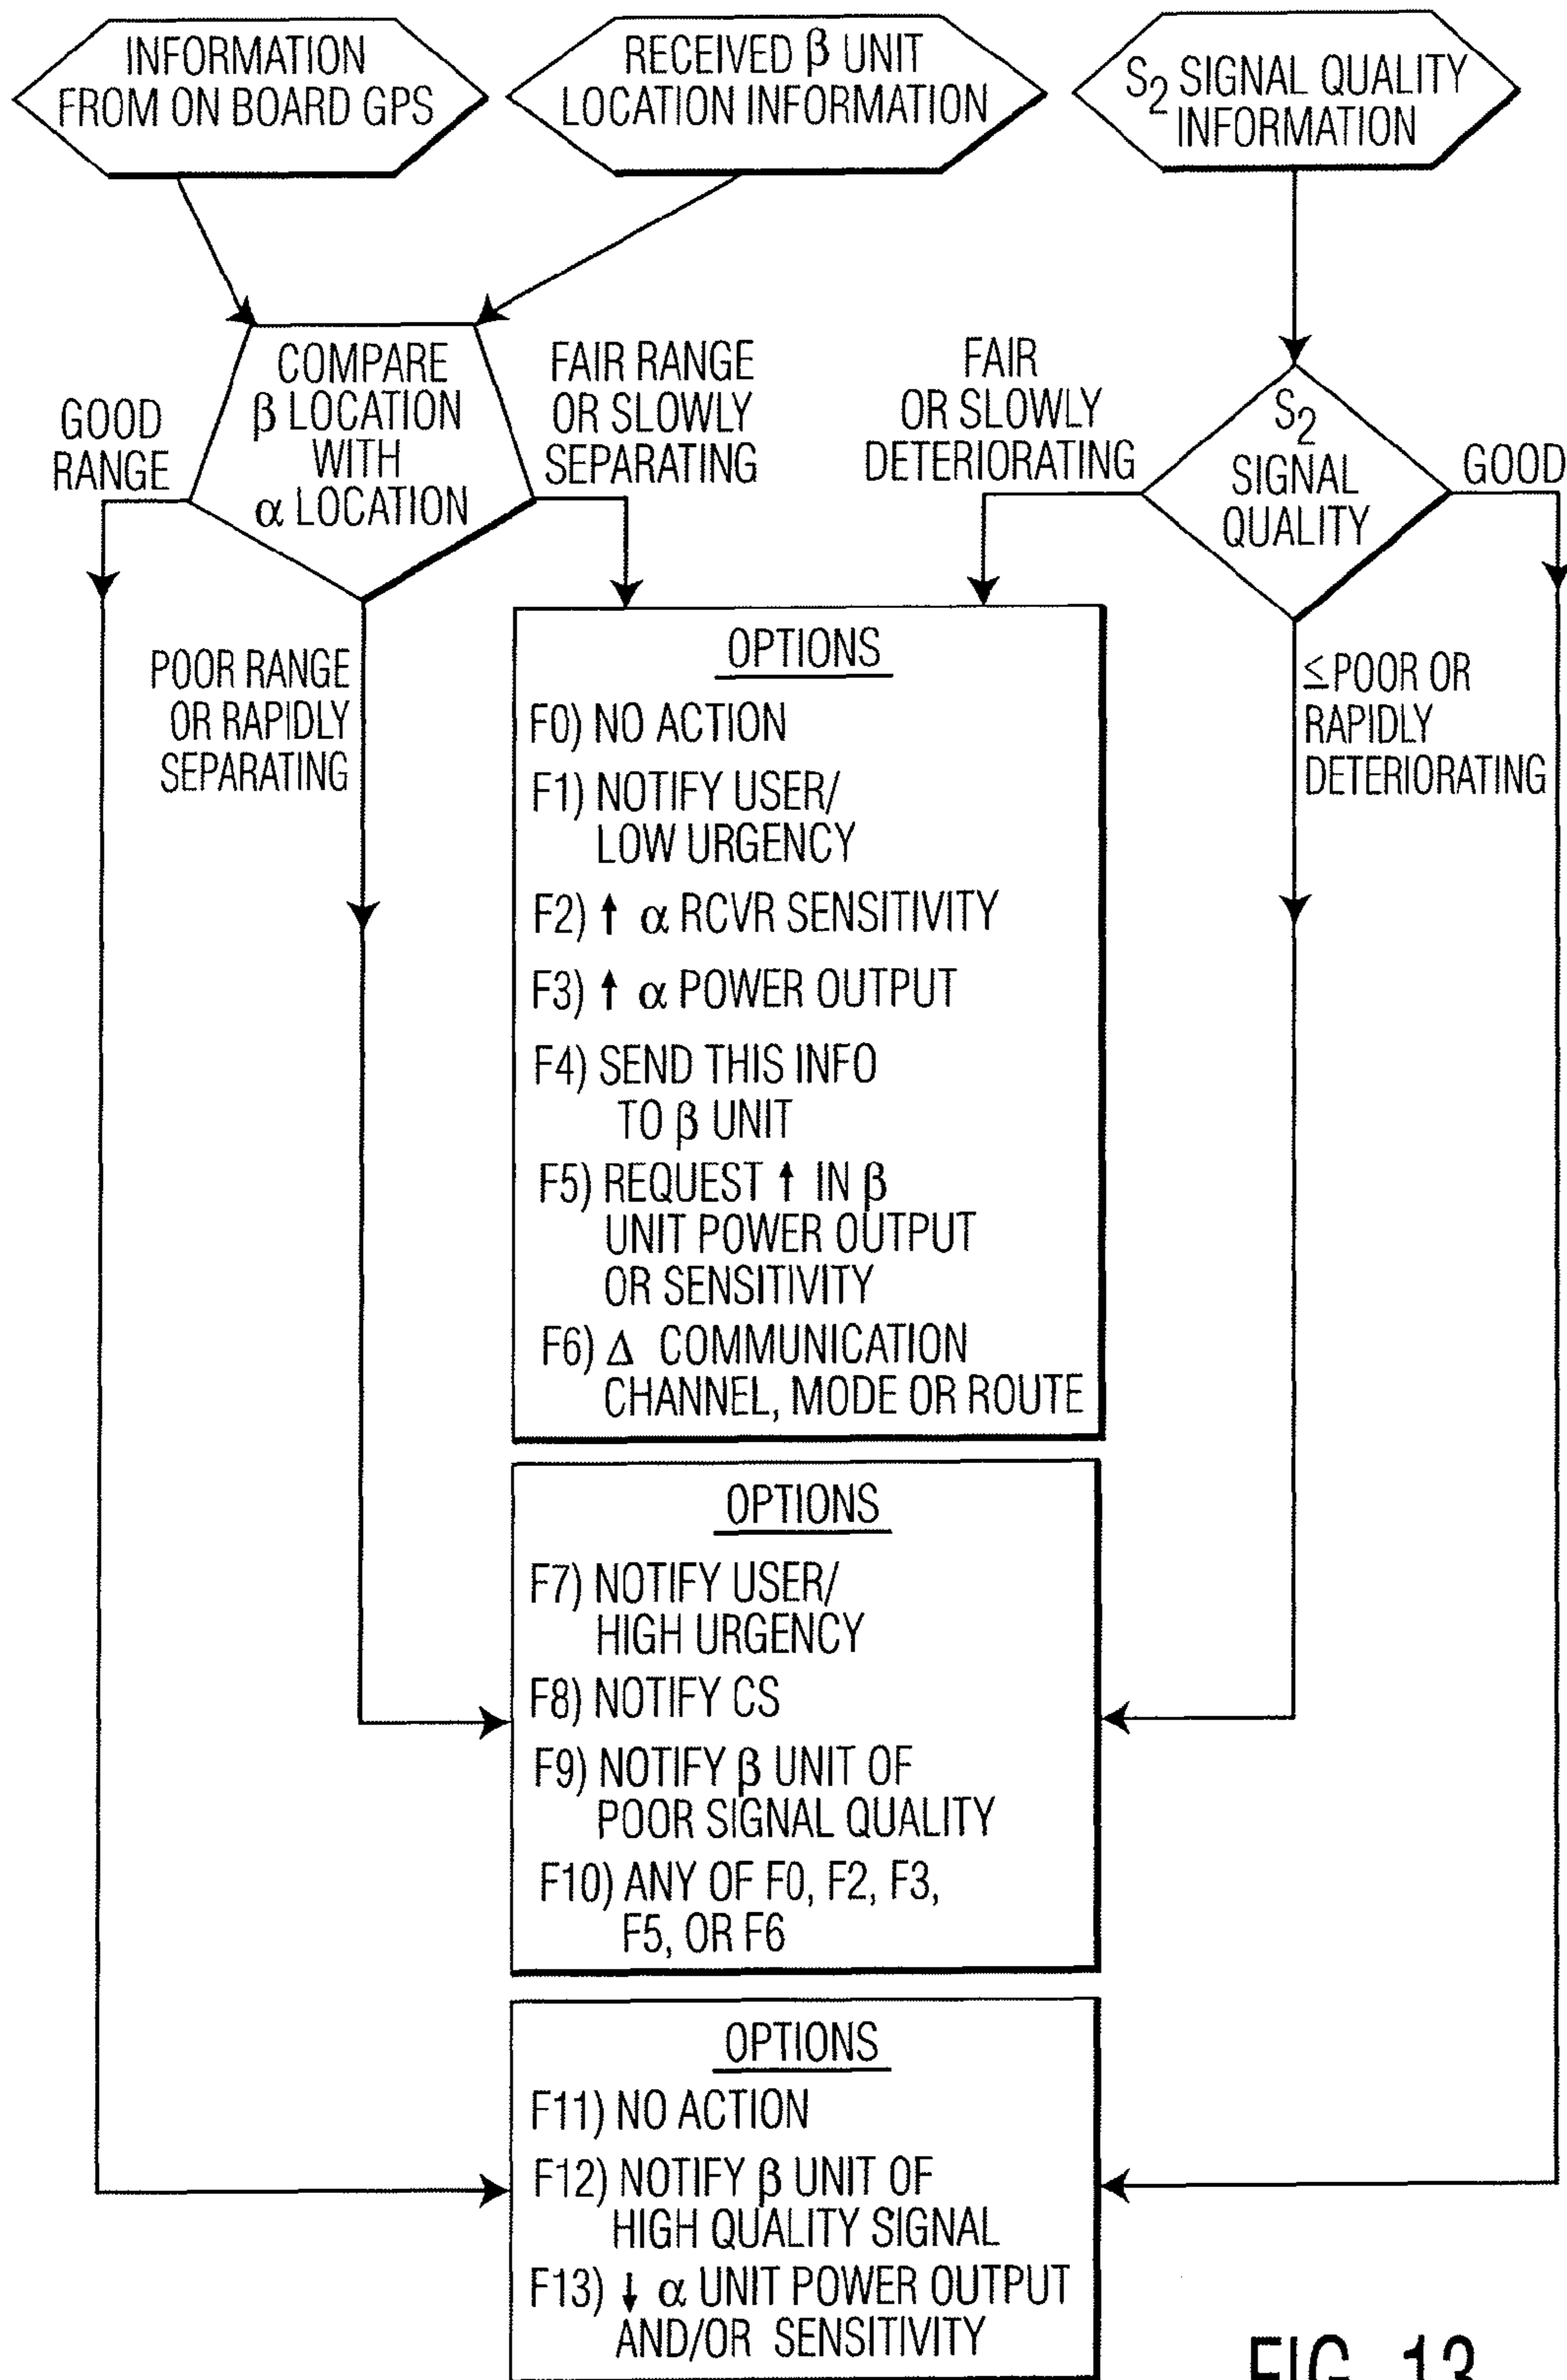 INFORMATION
FROM ON BOARD GPS
RECEIVED β UNIT
LOCATION INFORMATION
S2 SIGNAL QUALITY
INFORMATION
COMPARE
β LOCATION
WITH
α LOCATION
GOOD
RANGE
FAIR RANGE
OR SLOWLY
SEPARATING
POOR RANGE
OR RAPIDLY
SEPARATING
FAIR
OR SLOWLY
DETERIORATING
S2
SIGNAL
QUALITY
GOOD
≤ POOR OR
RAPIDLY
DETERIORATING
OPTIONS
F0) NO ACTION
F1) NOTIFY USER/
LOW URGENCY
F2) ↑ α RCVR SENSITIVITY
F3) ↑ α POWER OUTPUT
F4) SEND THIS INFO
TO β UNIT
F5) REQUEST ↑ IN β
UNIT POWER OUTPUT
OR SENSITIVITY
F6) Δ COMMUNICATION
CHANNEL, MODE OR ROUTE
OPTIONS
F7) NOTIFY USER/
HIGH URGENCY
F8) NOTIFY CS
F9) NOTIFY β UNIT OF
POOR SIGNAL QUALITY
F10) ANY OF F0, F2, F3,
F5, OR F6
OPTIONS
F11) NO ACTION
F12) NOTIFY β UNIT OF
HIGH QUALITY SIGNAL
F13) ↓ α UNIT POWER OUTPUT
AND/OR SENSITIVITY
FIG. 13